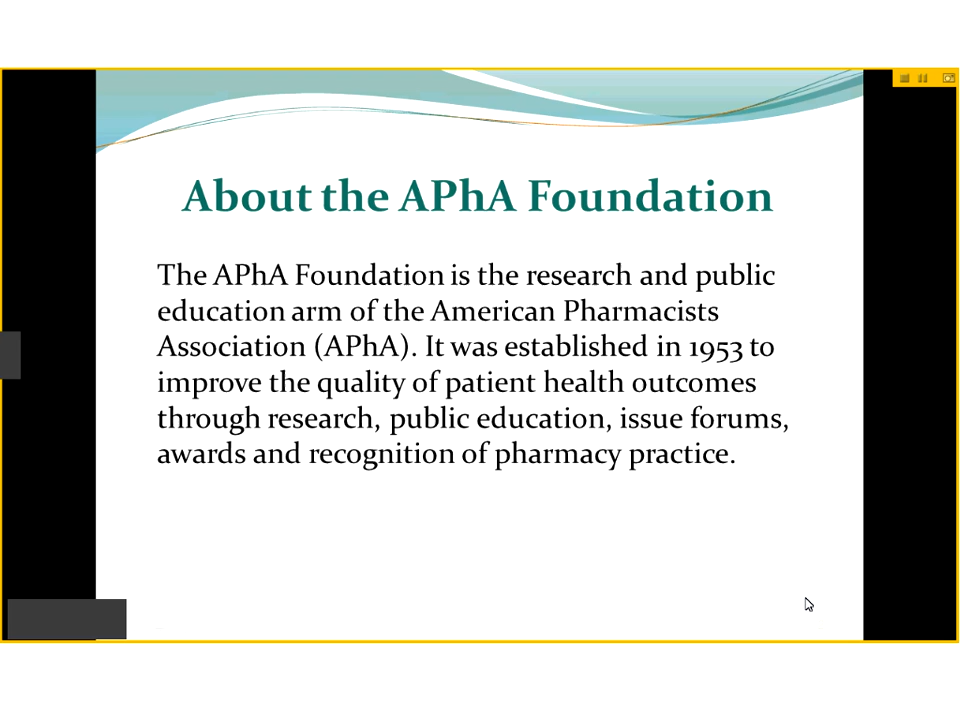 About the APhA Foundation
The APhA Foundation is the research and public
education arm of the American Pharmacists
Association (APhA). It was established in 1953 to
improve the quality of patient health outcomes
through research, public education, issue forums,
awards and recognition of pharmacy practice.